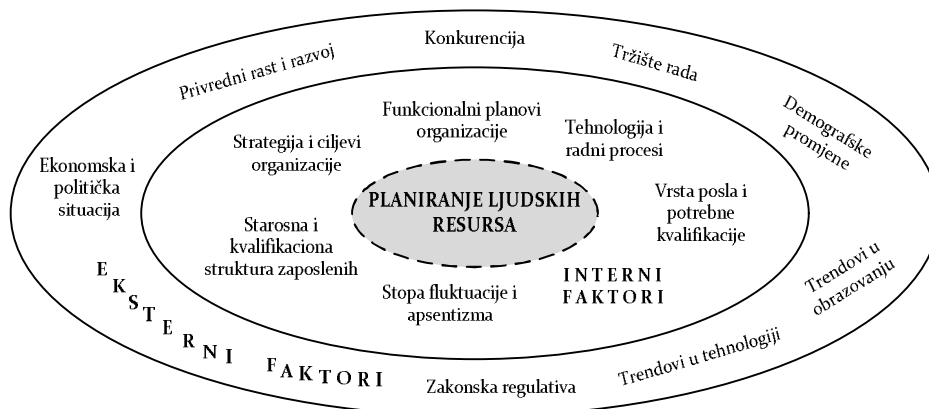 Konkurencija
Privredni rast i razvoj
Tržište rada
Demografske
promjene
Ekonomska i
politička
situacija
Funkcionalni planovi
organizacije
Strategija i ciljevi
organizacije
Tehnologija i
radni procesi
PLANIRANJE LJUDSKIH
RESURSA
Vrsta posla i
potrebne
kvalifikacije
Starosna i
kvalifikaciona
struktura zaposlenih
Stopa fluktuacije i
apsentizma
INTERNI
FAKTORI
Trendovi u
obrazovanju
Trendovi u tehnologiji
Zakonska regulativa
EKSTERNI FAKTORI